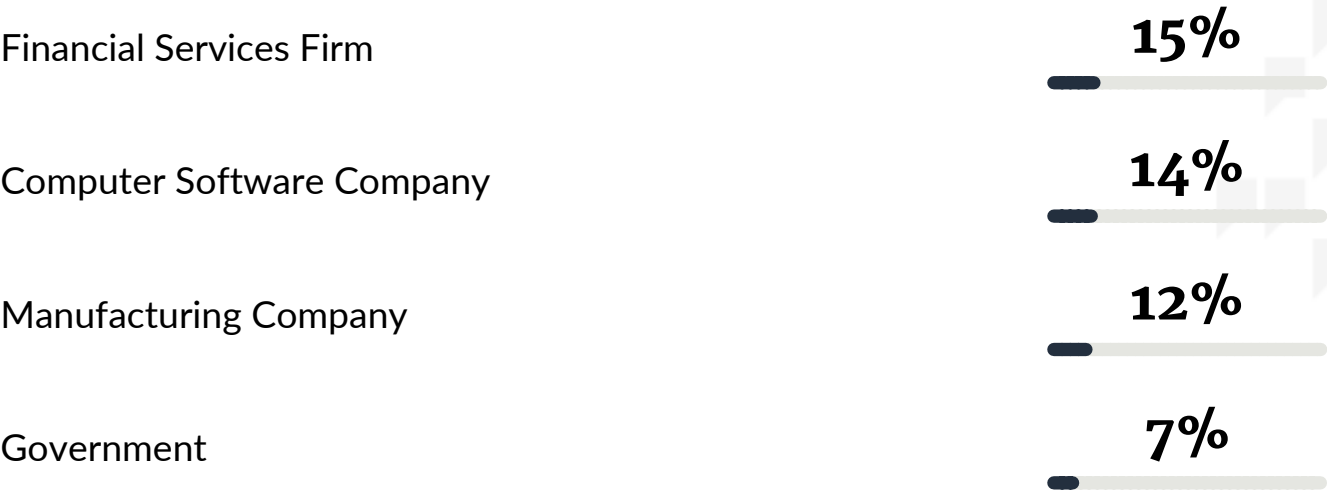 Financial Services Firm 15%
Computer Software Company 14%
Manufacturing Company 12%
Government 7%